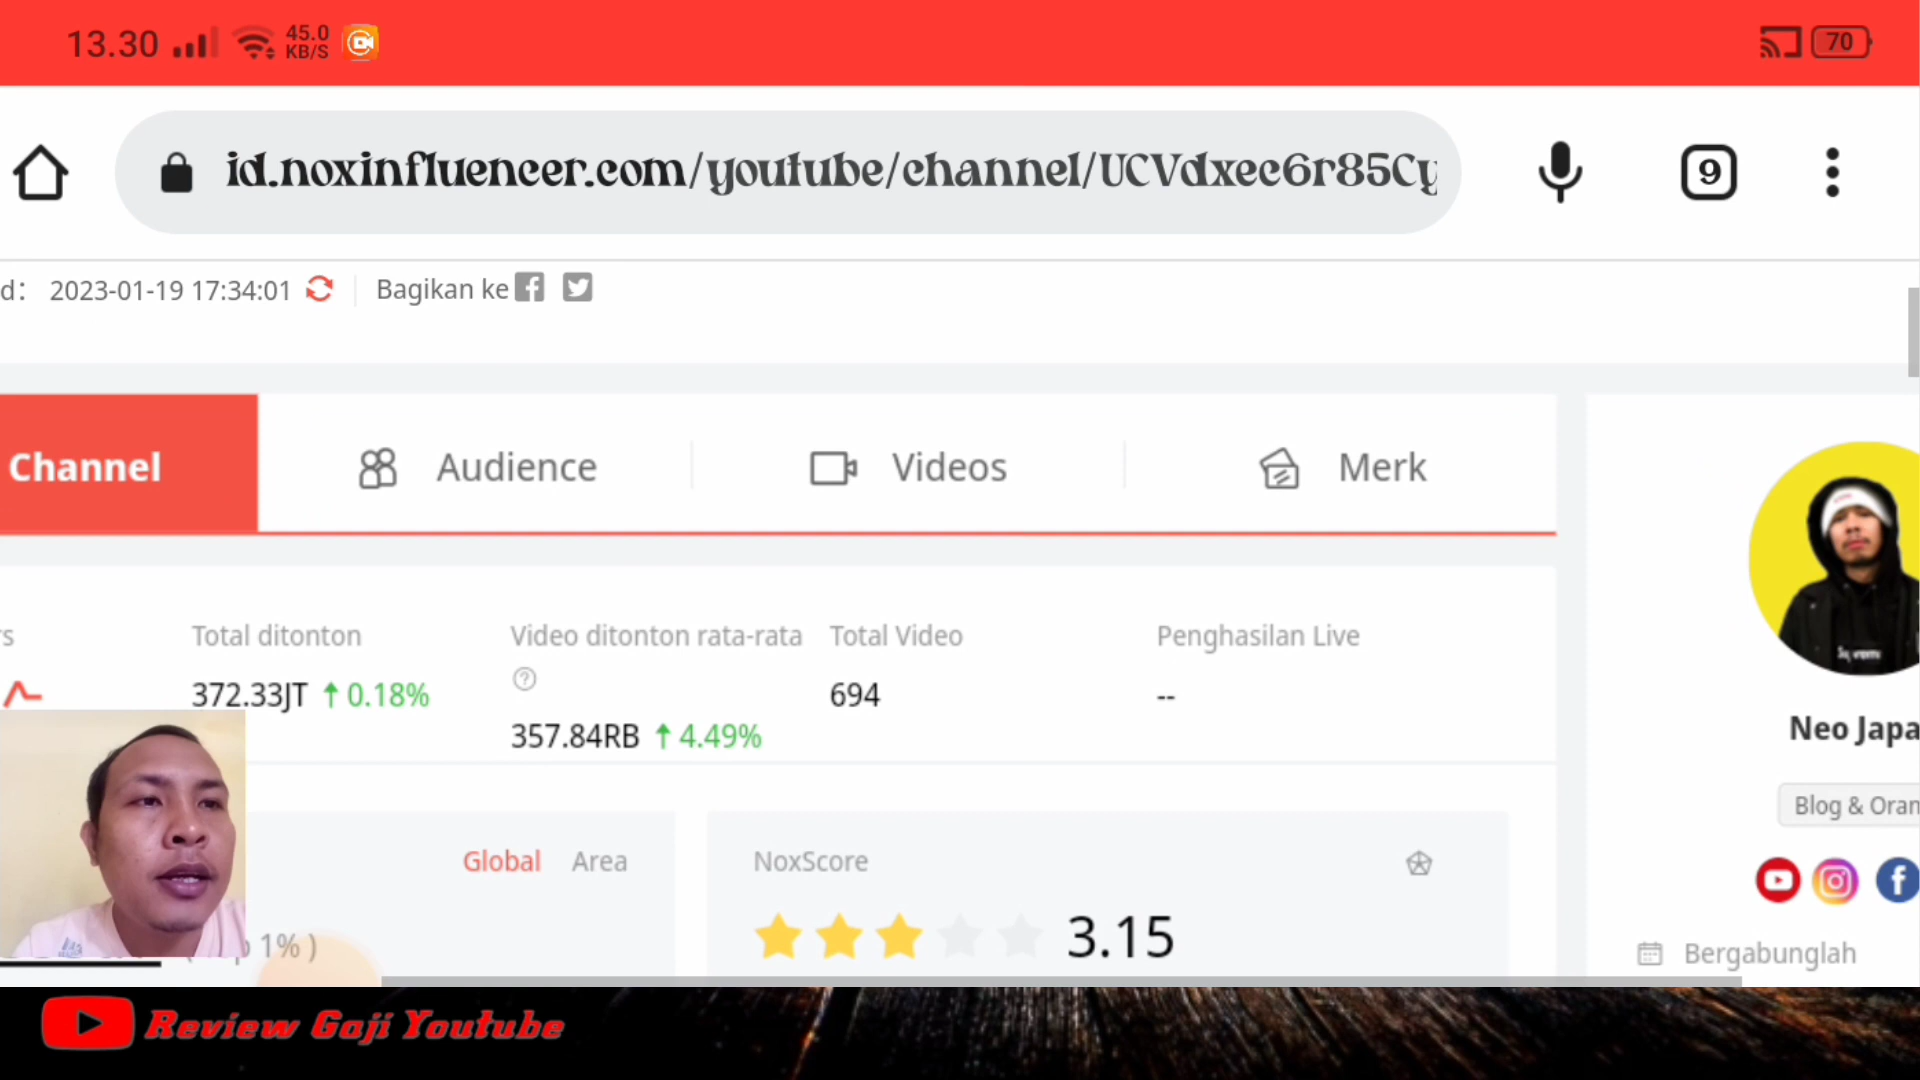 13.30 45.0 KB/S 70
id.noxinfluencer.com/youtube/channel/UCVdxec6r85Cy
9
d: 2023-01-19 17:34:01 Bagikan ke
Channel Audience Videos Merk
rs Total ditonton Video ditonton rata-rata Total Video Penghasilan Live
372.33JT ↑ 0.18% 694 --
357.84RB ↑ 4.49%
Neo Japa
Blog & Oran
Global Area NoxScore
1% ) 3.15
Bergabunglah
Review Gaji Youtube